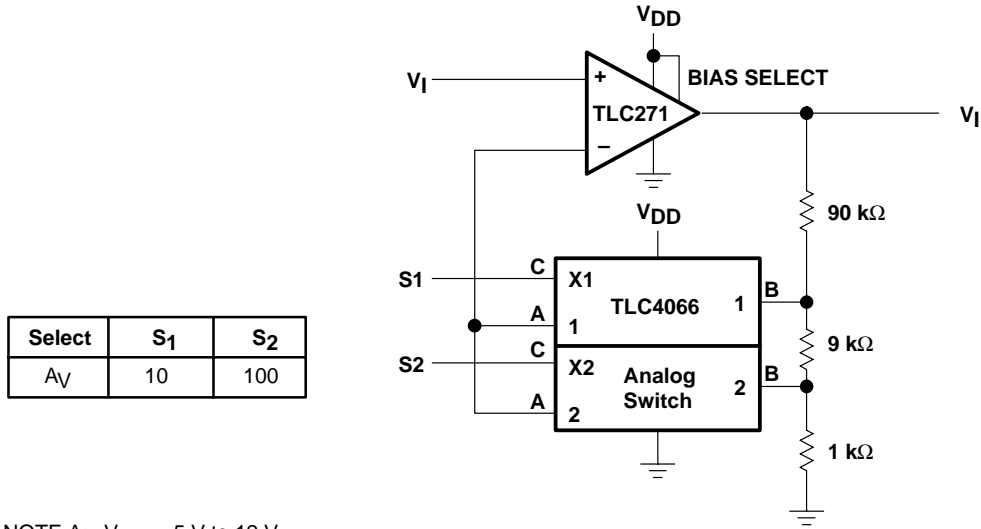 VDD
BIAS SELECT
VI
+
TLC271
−
VI
90 kΩ
VDD
S1
C
X1
TLC4066
1
B
A
1
9 kΩ
S2
C
X2
Analog
Switch
2
B
A
2
1 kΩ
Select S1 S2
AV 10 100